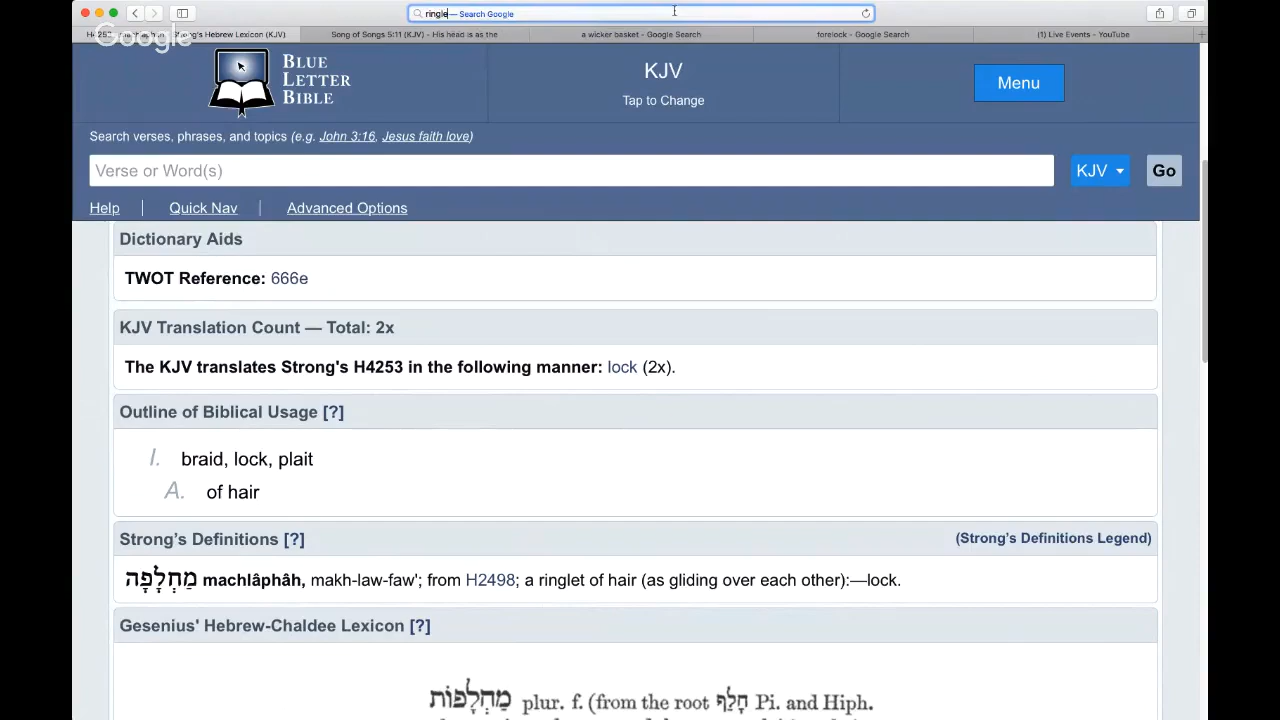 ringle — Search Google
Strong's Hebrew Lexicon (KJV)
Song of Songs 5:11 (KJV) - His head is as the
a wicker basket - Google Search
forelock - Google Search
(1) Live Events - YouTube
Google
BLUE
LETTER
BIBLE
KJV
Tap to Change
Menu
Search verses, phrases, and topics (e.g. John 3:16, Jesus faith love)
Verse or Word(s)
KJV
Go
Help
Quick Nav
Advanced Options
Dictionary Aids
TWOT Reference: 666e
KJV Translation Count — Total: 2x
The KJV translates Strong's H4253 in the following manner: lock (2x).
Outline of Biblical Usage [?]
I. braid, lock, plait
A. of hair
Strong's Definitions [?]
(Strong's Definitions Legend)
מַחְלָפָה machlâphâh, makh-law-faw'; from H2498; a ringlet of hair (as gliding over each other):—lock.
Gesenius' Hebrew-Chaldee Lexicon [?]
מַחְלָפוֹת plur. f. (from the root חָלַף Pi. and Hiph.